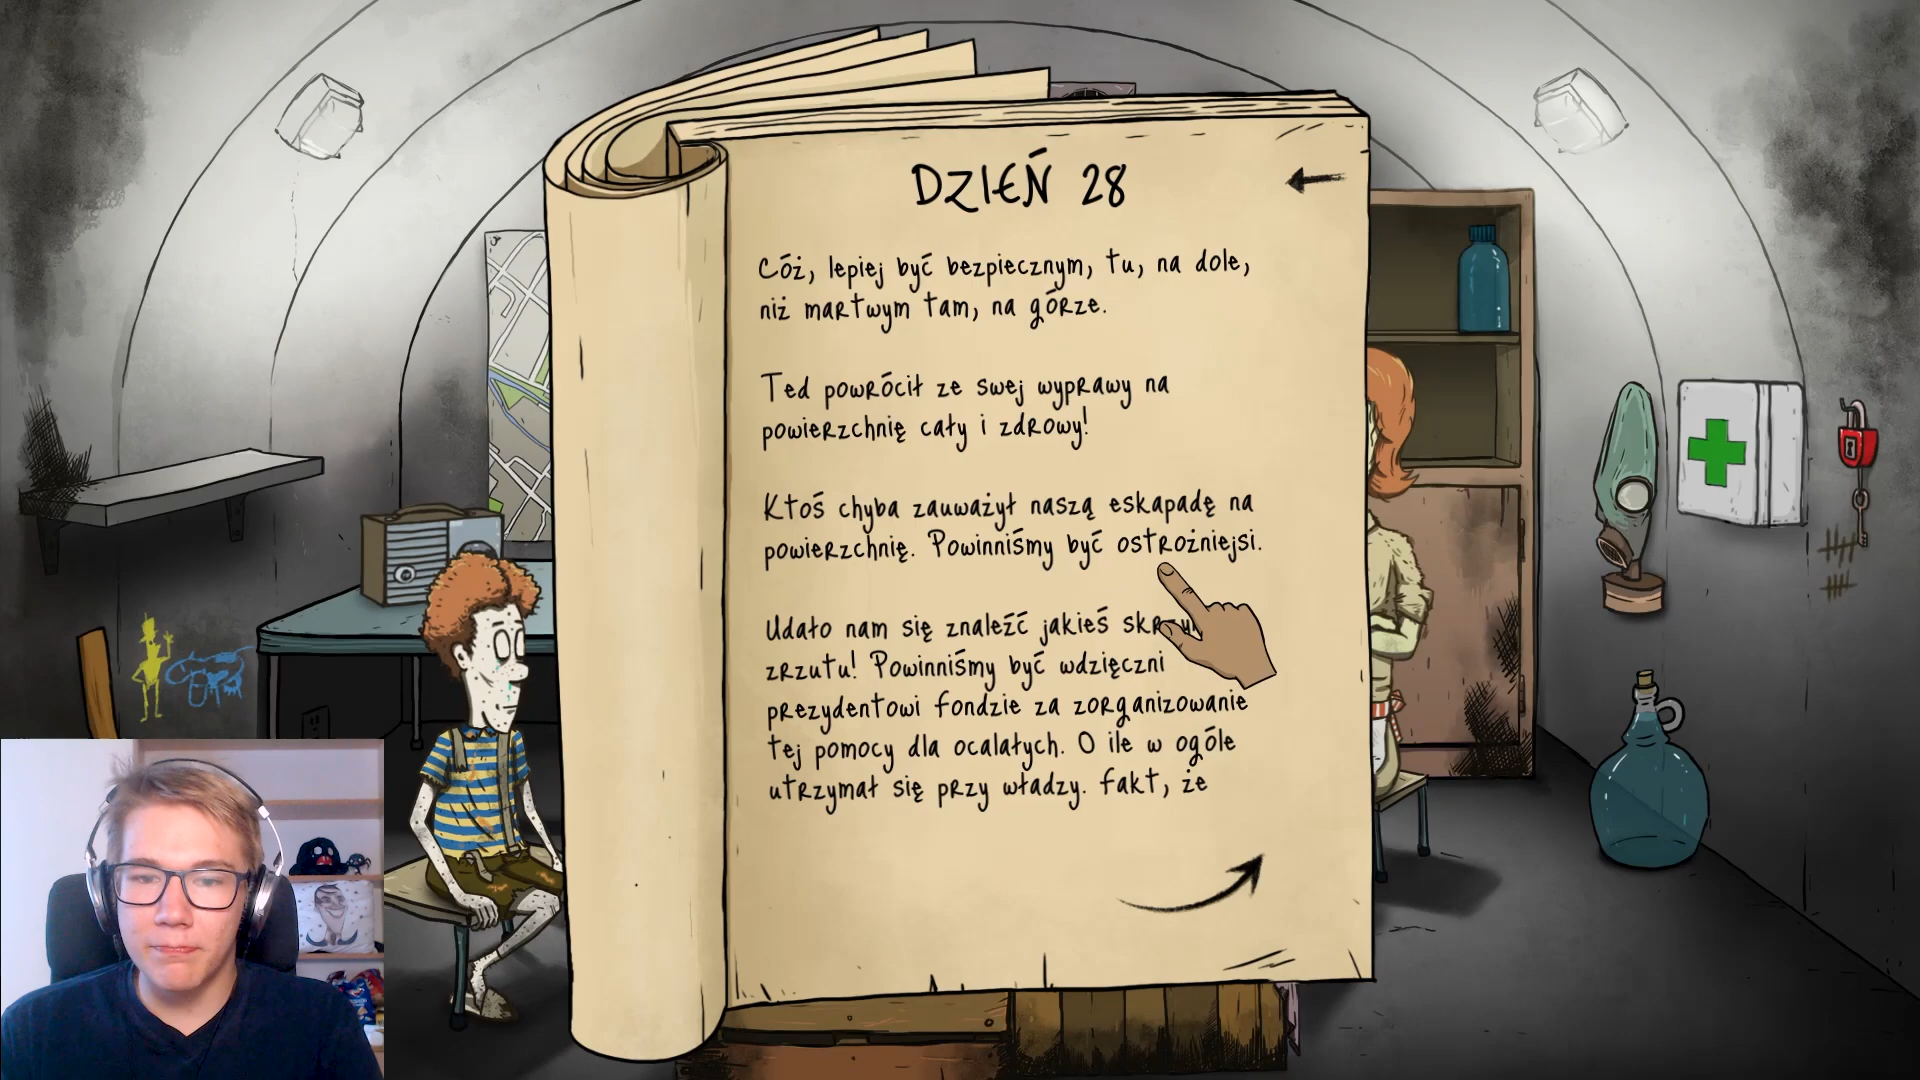 DZIEŃ 28
Cóż, lepiej być bezpiecznym, tu, na dole,
niż martwym tam, na górze.
Ted powrócił ze swej wyprawy na
powierzchnię cały i zdrowy!
Ktoś chyba zauważył naszą eskapadę na
powierzchnię. Powinniśmy być ostrożniejsi.
Udało nam się znaleźć jakieś
zrzutu! Powinniśmy być wdzięczni
prezydentowi Fondzie za zorganizowanie
tej pomocy dla ocalałych. O ile w ogóle
utrzymał się przy władzy. Fakt, że